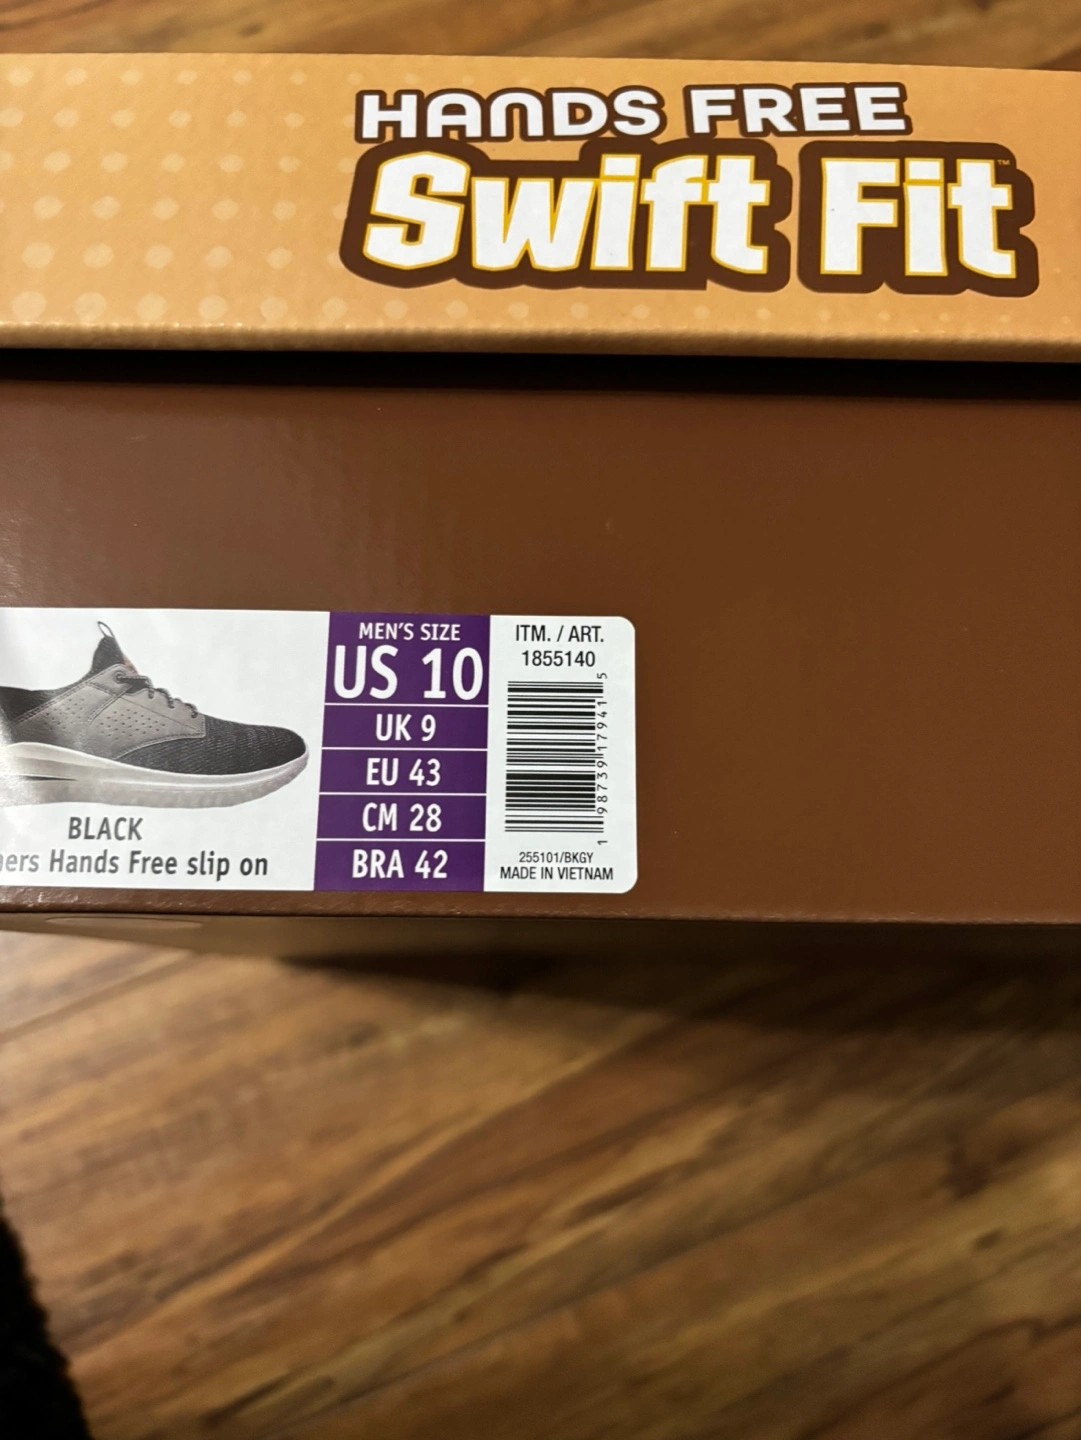 HANDS FREE
Swift Fit™
MEN'S SIZE
US 10
UK 9
EU 43
CM 28
BRA 42
ITM. / ART.
1855140
1 98739 17941 5
255101/BKGY
MADE IN VIETNAM
BLACK
Hands Free slip on